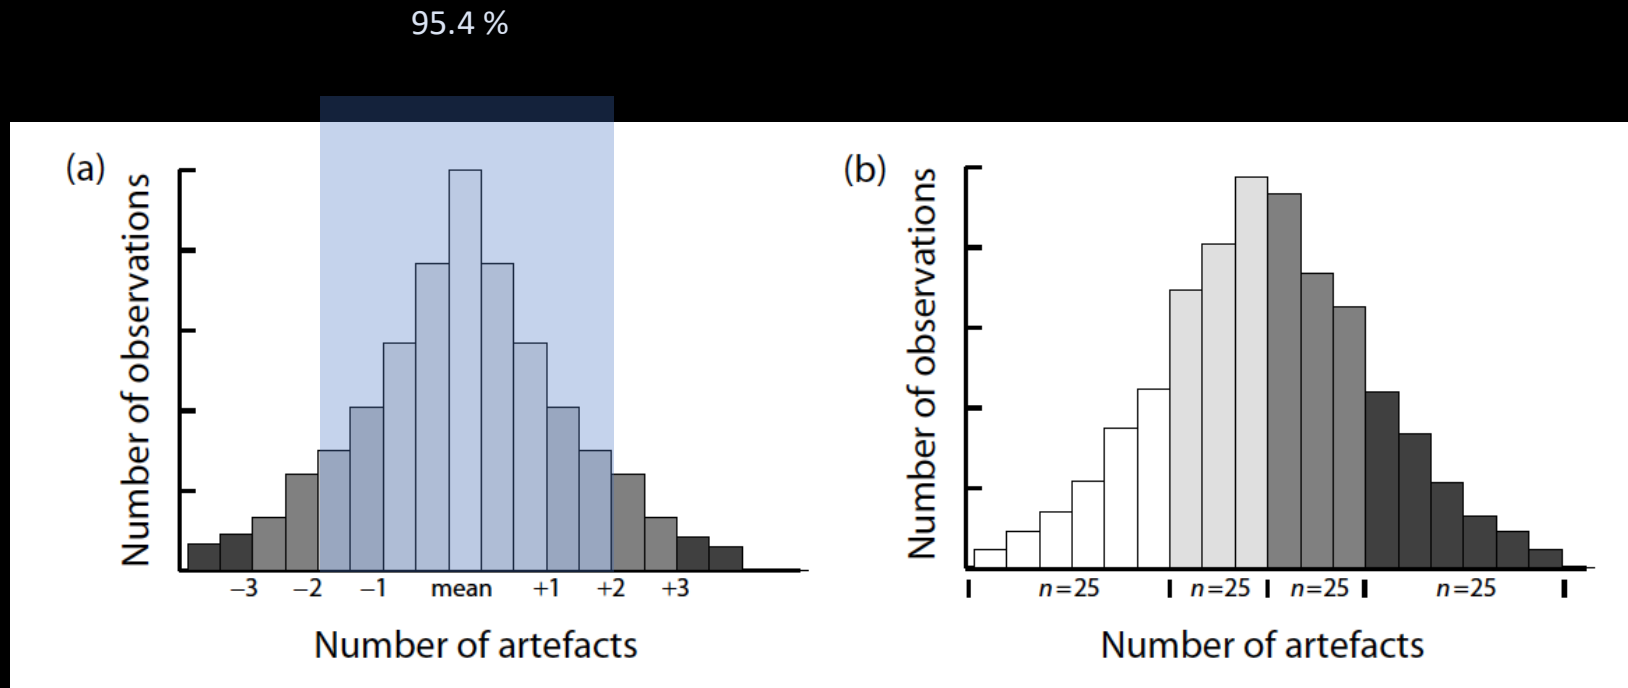 95.4 %
(a)
Number of observations
−3 −2 −1 mean +1 +2 +3
Number of artefacts
(b)
Number of observations
n=25 n=25 n=25 n=25
Number of artefacts